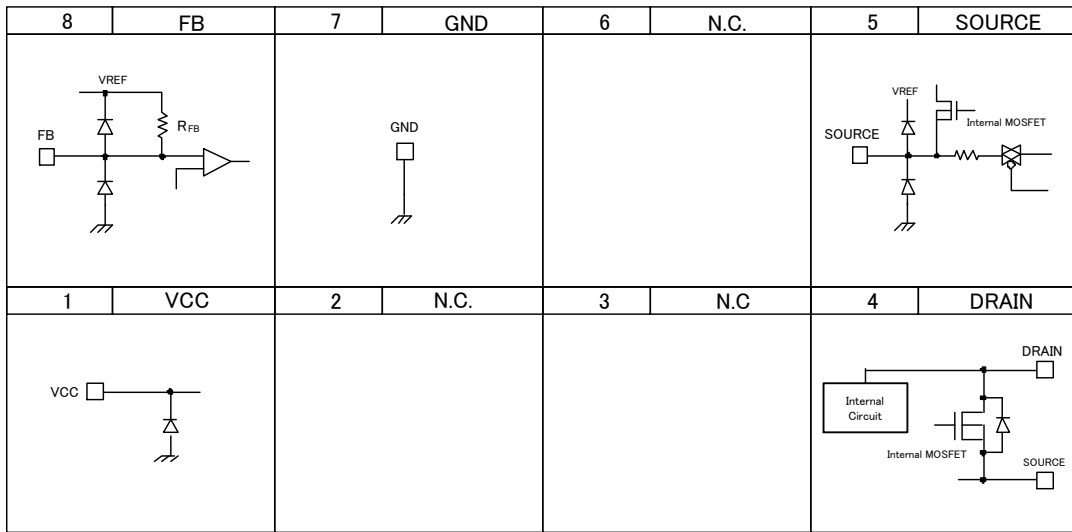 8 FB 7 GND 6 N.C. 5 SOURCE
VREF
FB
RFB
GND
VREF
SOURCE
Internal MOSFET
1 VCC 2 N.C. 3 N.C 4 DRAIN
VCC
DRAIN
Internal
Circuit
Internal MOSFET
SOURCE